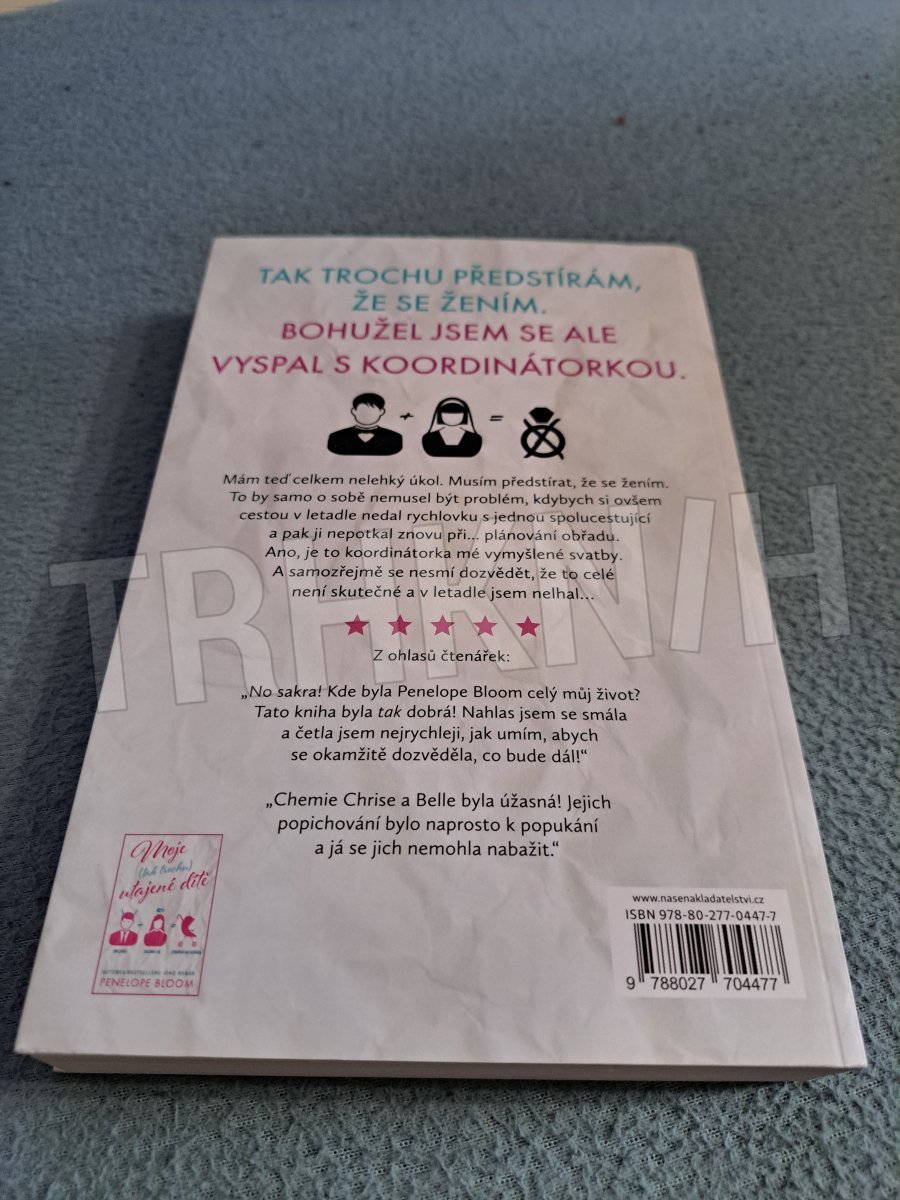 TAK TROCHU PŘEDSTÍRÁM,
ŽE SE ŽENÍM.
BOHUŽEL JSEM SE ALE
VYSPAL S KOORDINÁTORKOU.
+ =
Mám teď celkem nelehký úkol. Musím předstírat, že se žením.
To by samo o sobě nemusel být problém, kdybych si ovšem
cestou v letadle nedal rychlovku s jednou spolucestující
a pak ji nepotkal znovu při... plánování obřadu.
Ano, je to koordinátorka mé vymyšlené svatby.
A samozřejmě se nesmí dozvědět, že to celé
není skutečné a v letadle jsem nelhal...
TRHKNIH
Z ohlasů čtenářek:
„No sakra! Kde byla Penelope Bloom celý můj život?
Tato kniha byla tak dobrá! Nahlas jsem se smála
a četla jsem nejrychleji, jak umím, abych
se okamžitě dozvěděla, co bude dál!“
„Chemie Chrise a Belle byla úžasná! Jejich
popichování bylo naprosto k popukání
a já se jich nemohla nabažit.“
Moje
(tak trochu)
utajené dítě
PENELOPE BLOOM
www.nasenakladatelstvi.cz
ISBN 978-80-277-0447-7
9 788027 704477